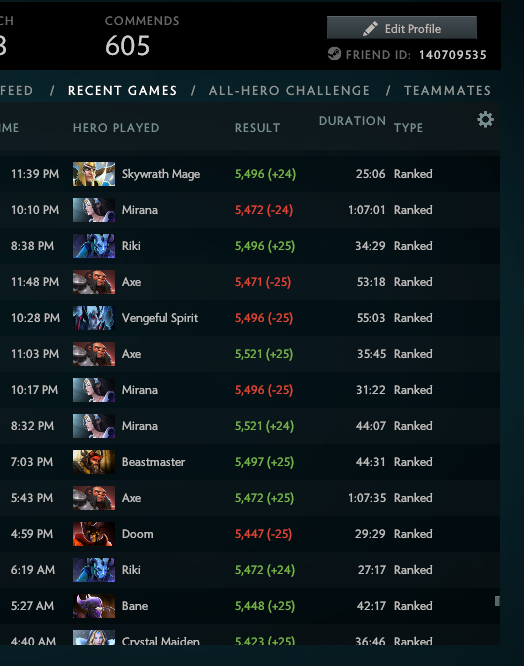 CH COMMENDS Edit Profile
3 605
FRIEND ID: 140709535
FEED / RECENT GAMES / ALL-HERO CHALLENGE / TEAMMATES
IME HERO PLAYED RESULT DURATION TYPE
11:39 PM Skywrath Mage 5,496 (+24) 25:06 Ranked
10:10 PM Mirana 5,472 (-24) 1:07:01 Ranked
8:38 PM Riki 5,496 (+25) 34:29 Ranked
11:48 PM Axe 5,471 (-25) 53:18 Ranked
10:28 PM Vengeful Spirit 5,496 (-25) 55:03 Ranked
11:03 PM Axe 5,521 (+25) 35:45 Ranked
10:17 PM Mirana 5,496 (-25) 31:22 Ranked
8:32 PM Mirana 5,521 (+24) 44:07 Ranked
7:03 PM Beastmaster 5,497 (+25) 44:31 Ranked
5:43 PM Axe 5,472 (+25) 1:07:35 Ranked
4:59 PM Doom 5,447 (-25) 29:29 Ranked
6:19 AM Riki 5,472 (+24) 27:17 Ranked
5:27 AM Bane 5,448 (+25) 42:17 Ranked
4:40 AM Crystal Maiden 5,423 (+25) 36:46 Ranked